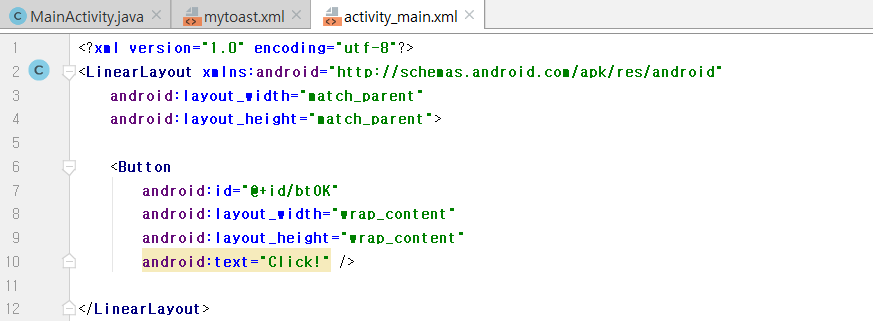 MainActivity.java mytoast.xml activity_main.xml
1 <?xml version="1.0" encoding="utf-8"?>
2 C <LinearLayout xmlns:android="http://schemas.android.com/apk/res/android"
3 android:layout_width="match_parent"
4 android:layout_height="match_parent">
5
6 <Button
7 android:id="@+id/btOK"
8 android:layout_width="wrap_content"
9 android:layout_height="wrap_content"
10 android:text="Click!" />
11
12 </LinearLayout>